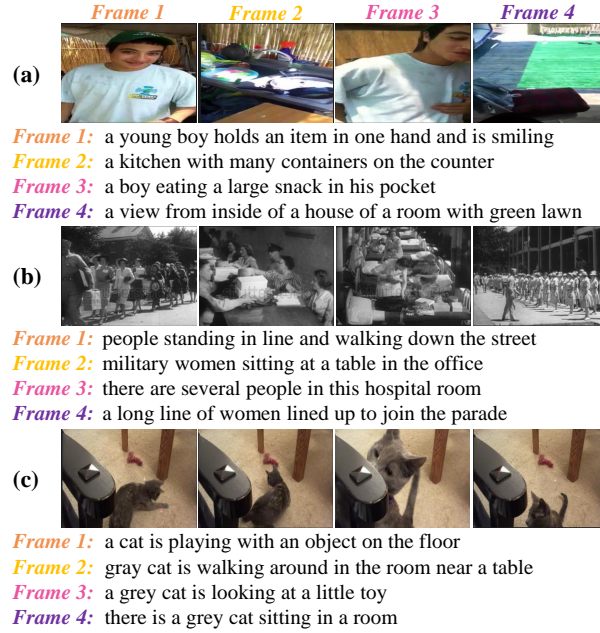 Frame 1 Frame 2 Frame 3 Frame 4
(a)
Frame 1: a young boy holds an item in one hand and is smiling
Frame 2: a kitchen with many containers on the counter
Frame 3: a boy eating a large snack in his pocket
Frame 4: a view from inside of a house of a room with green lawn
(b)
Frame 1: people standing in line and walking down the street
Frame 2: military women sitting at a table in the office
Frame 3: there are several people in this hospital room
Frame 4: a long line of women lined up to join the parade
(c)
Frame 1: a cat is playing with an object on the floor
Frame 2: gray cat is walking around in the room near a table
Frame 3: a grey cat is looking at a little toy
Frame 4: there is a grey cat sitting in a room